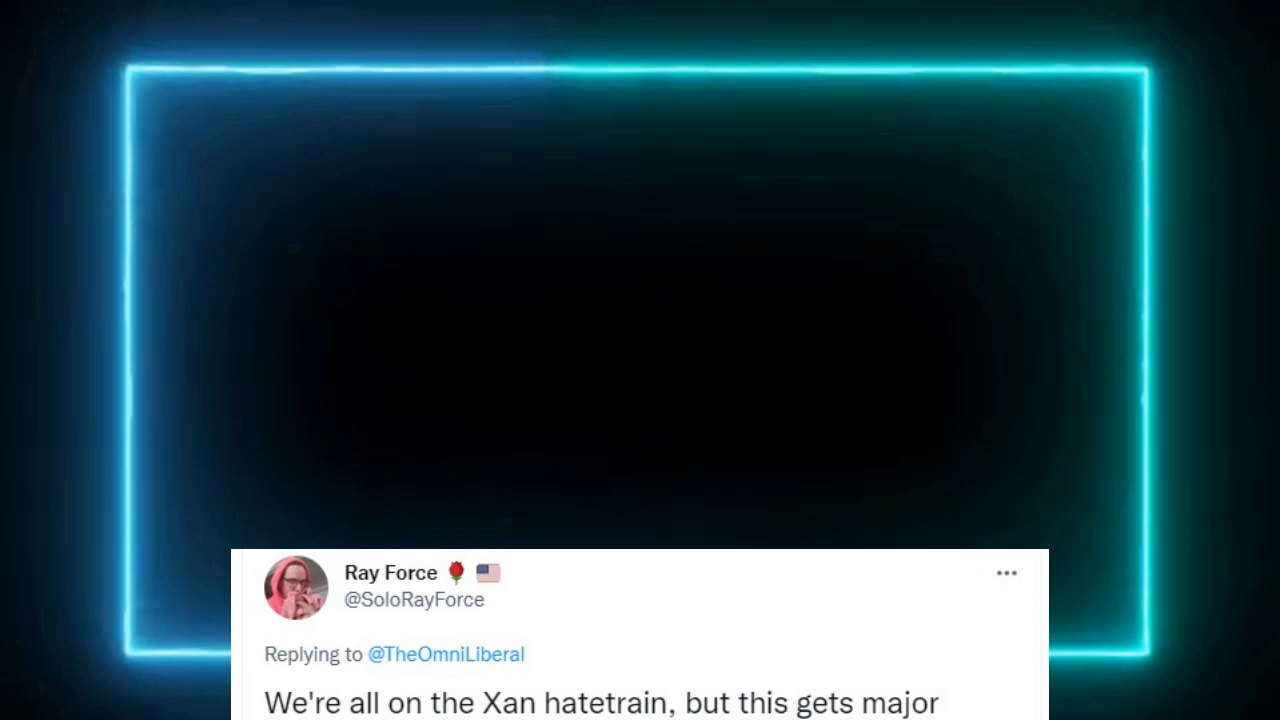 Ray Force 🌹 🇺🇸
@SoloRayForce
Replying to @TheOmniLiberal
We're all on the Xan hatetrain, but this gets major